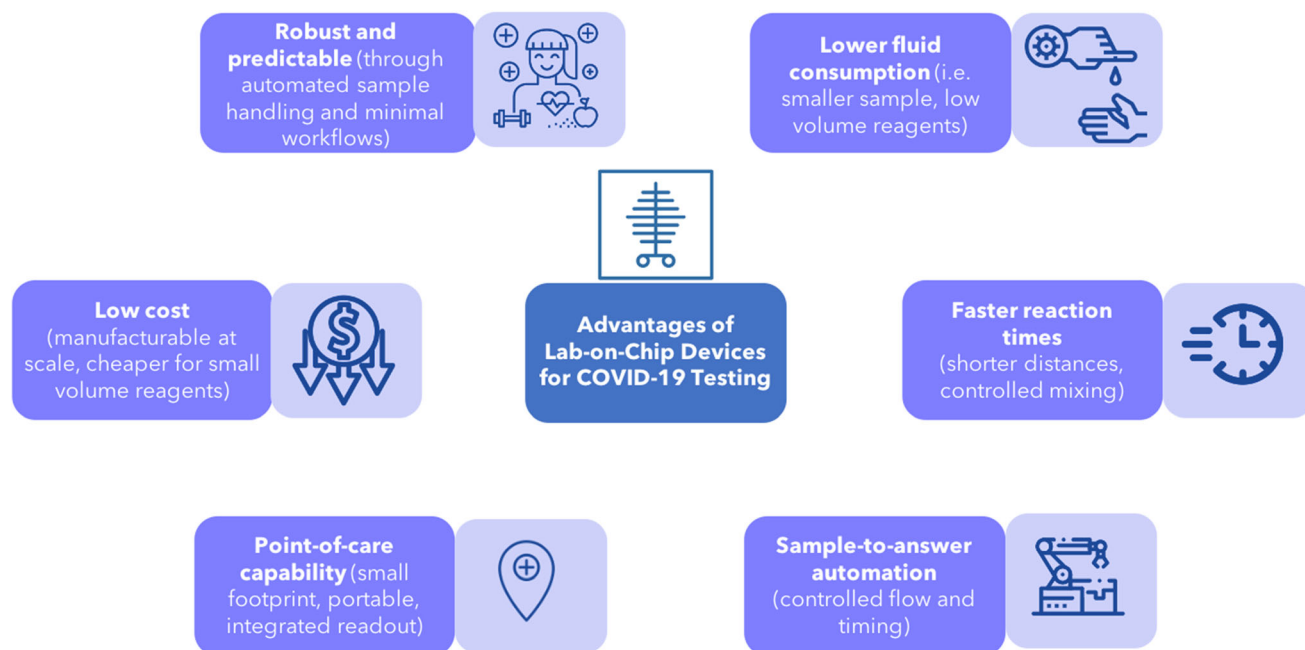 Robust and
predictable (through
automated sample
handling and minimal
workflows)
Lower fluid
consumption (i.e.
smaller sample, low
volume reagents)
Low cost
(manufacturable at
scale, cheaper for small
volume reagents)
Advantages of
Lab-on-Chip Devices
for COVID-19 Testing
Faster reaction
times
(shorter distances,
controlled mixing)
Point-of-care
capability (small
footprint, portable,
integrated readout)
Sample-to-answer
automation
(controlled flow and
timing)